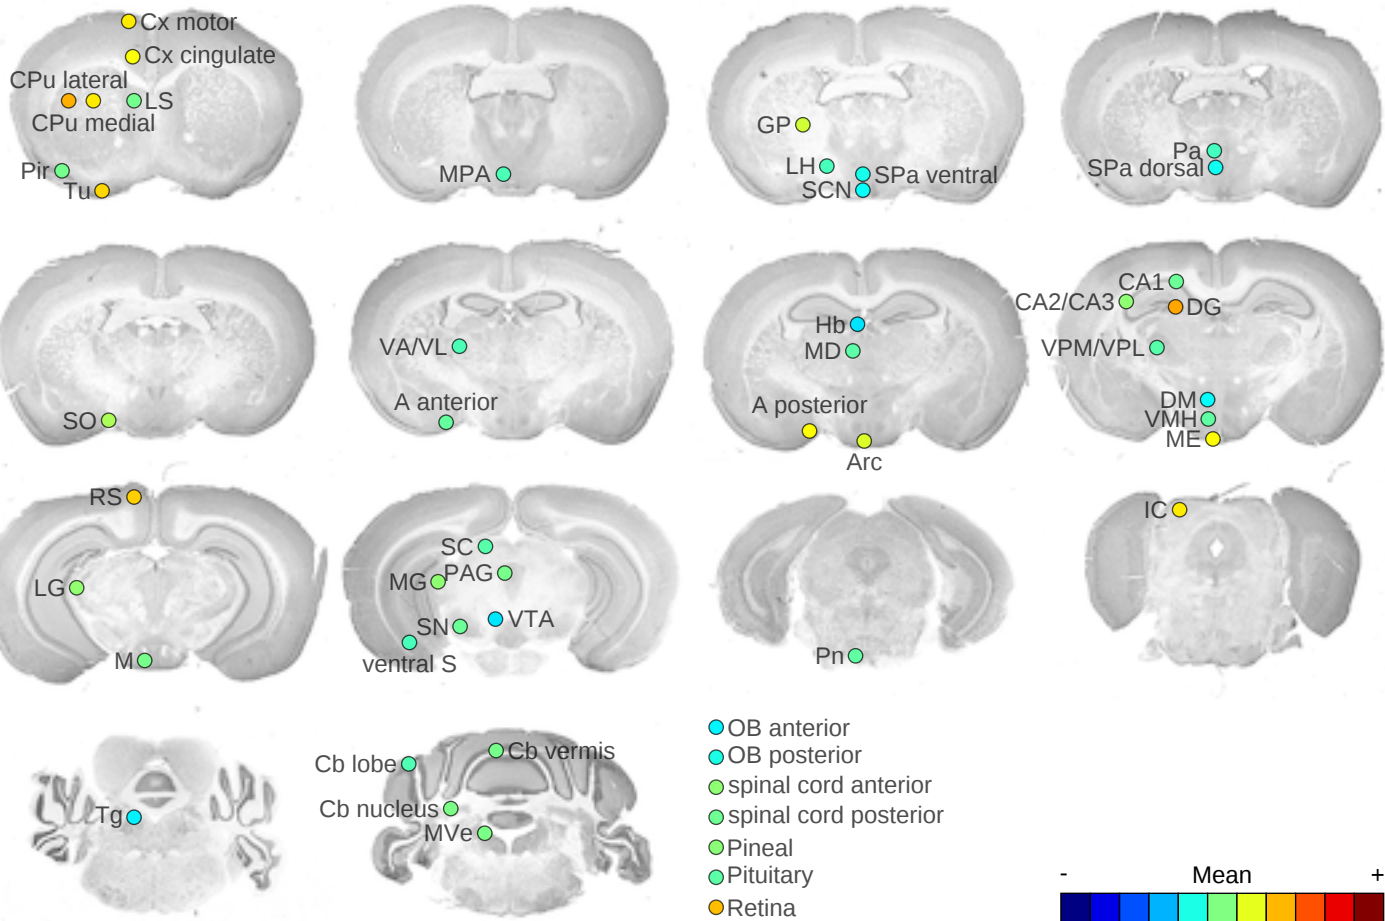 Cx motor
Cx cingulate
CPu lateral
LS
CPu medial
Pir
Tu
MPA
GP
LH
SPa ventral
SCN
Pa
SPa dorsal
SO
VA/VL
A anterior
Hb
MD
A posterior
Arc
CA1
CA2/CA3
DG
VPM/VPL
DM
VMH
ME
RS
LG
M
SC
MG
PAG
SN
VTA
ventral S
Pn
IC
Tg
Cb lobe
Cb vermis
Cb nucleus
MVe
OB anterior
OB posterior
spinal cord anterior
spinal cord posterior
Pineal
Pituitary
Retina
- Mean +